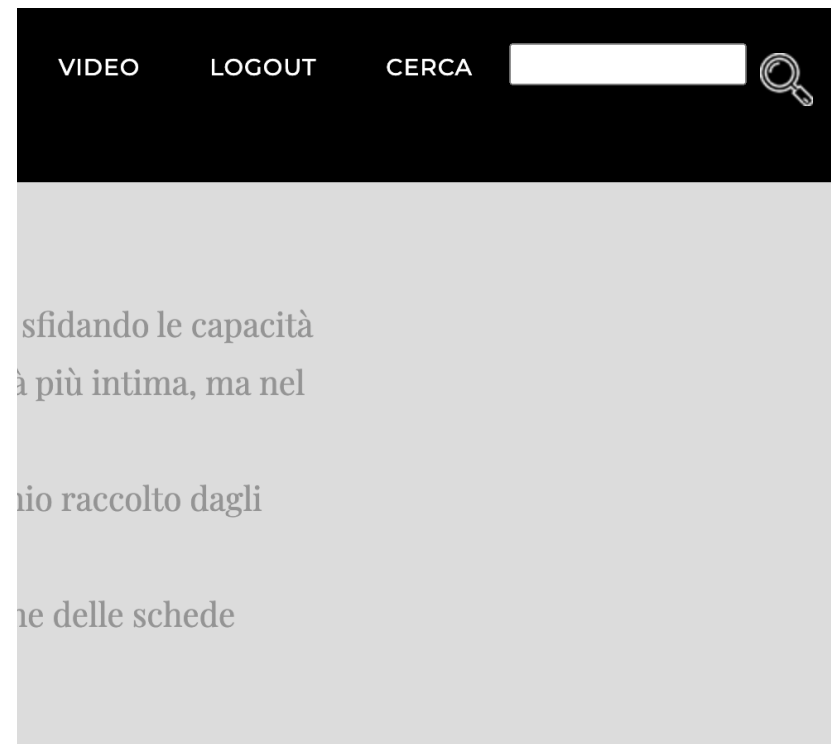 VIDEO LOGOUT CERCA
sfidando le capacità
à più intima, ma nel
raccolto dagli
delle schede